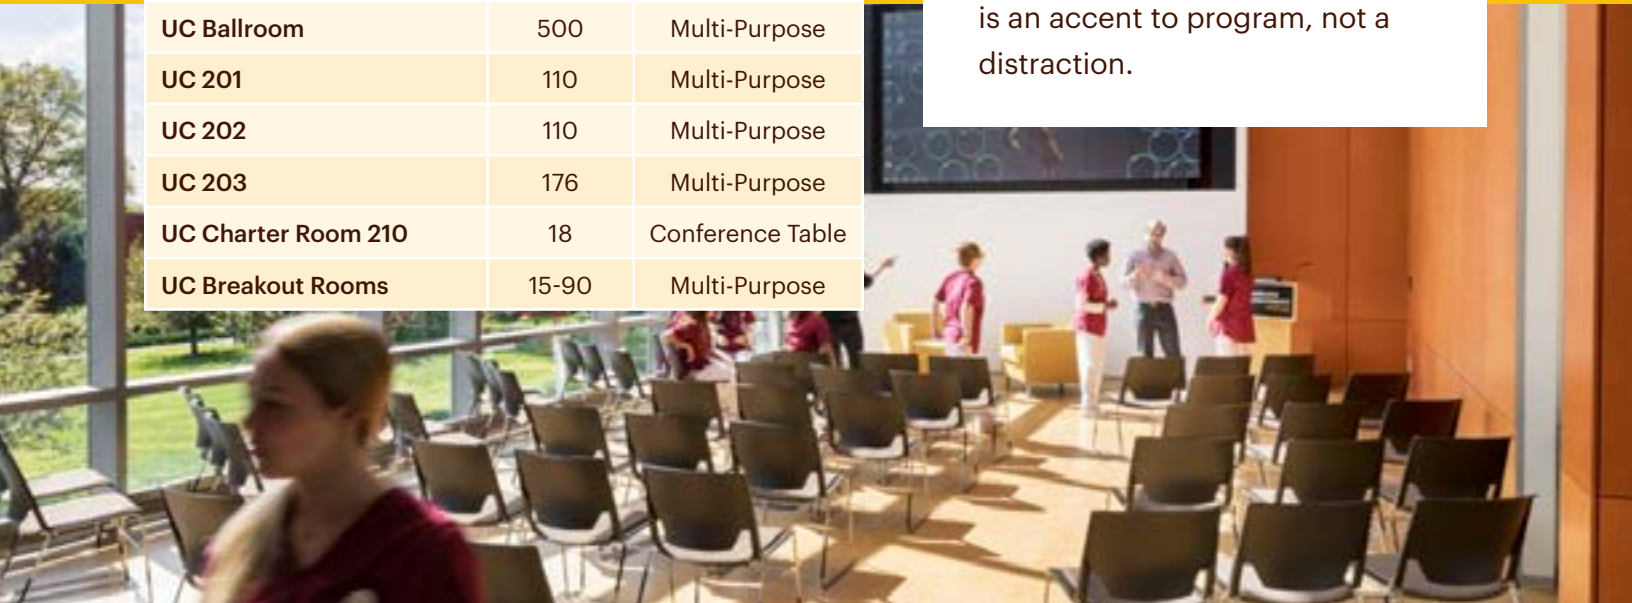 UC Ballroom 500 Multi-Purpose
UC 201 110 Multi-Purpose
UC 202 110 Multi-Purpose
UC 203 176 Multi-Purpose
UC Charter Room 210 18 Conference Table
UC Breakout Rooms 15-90 Multi-Purpose
is an accent to program, not a
distraction.